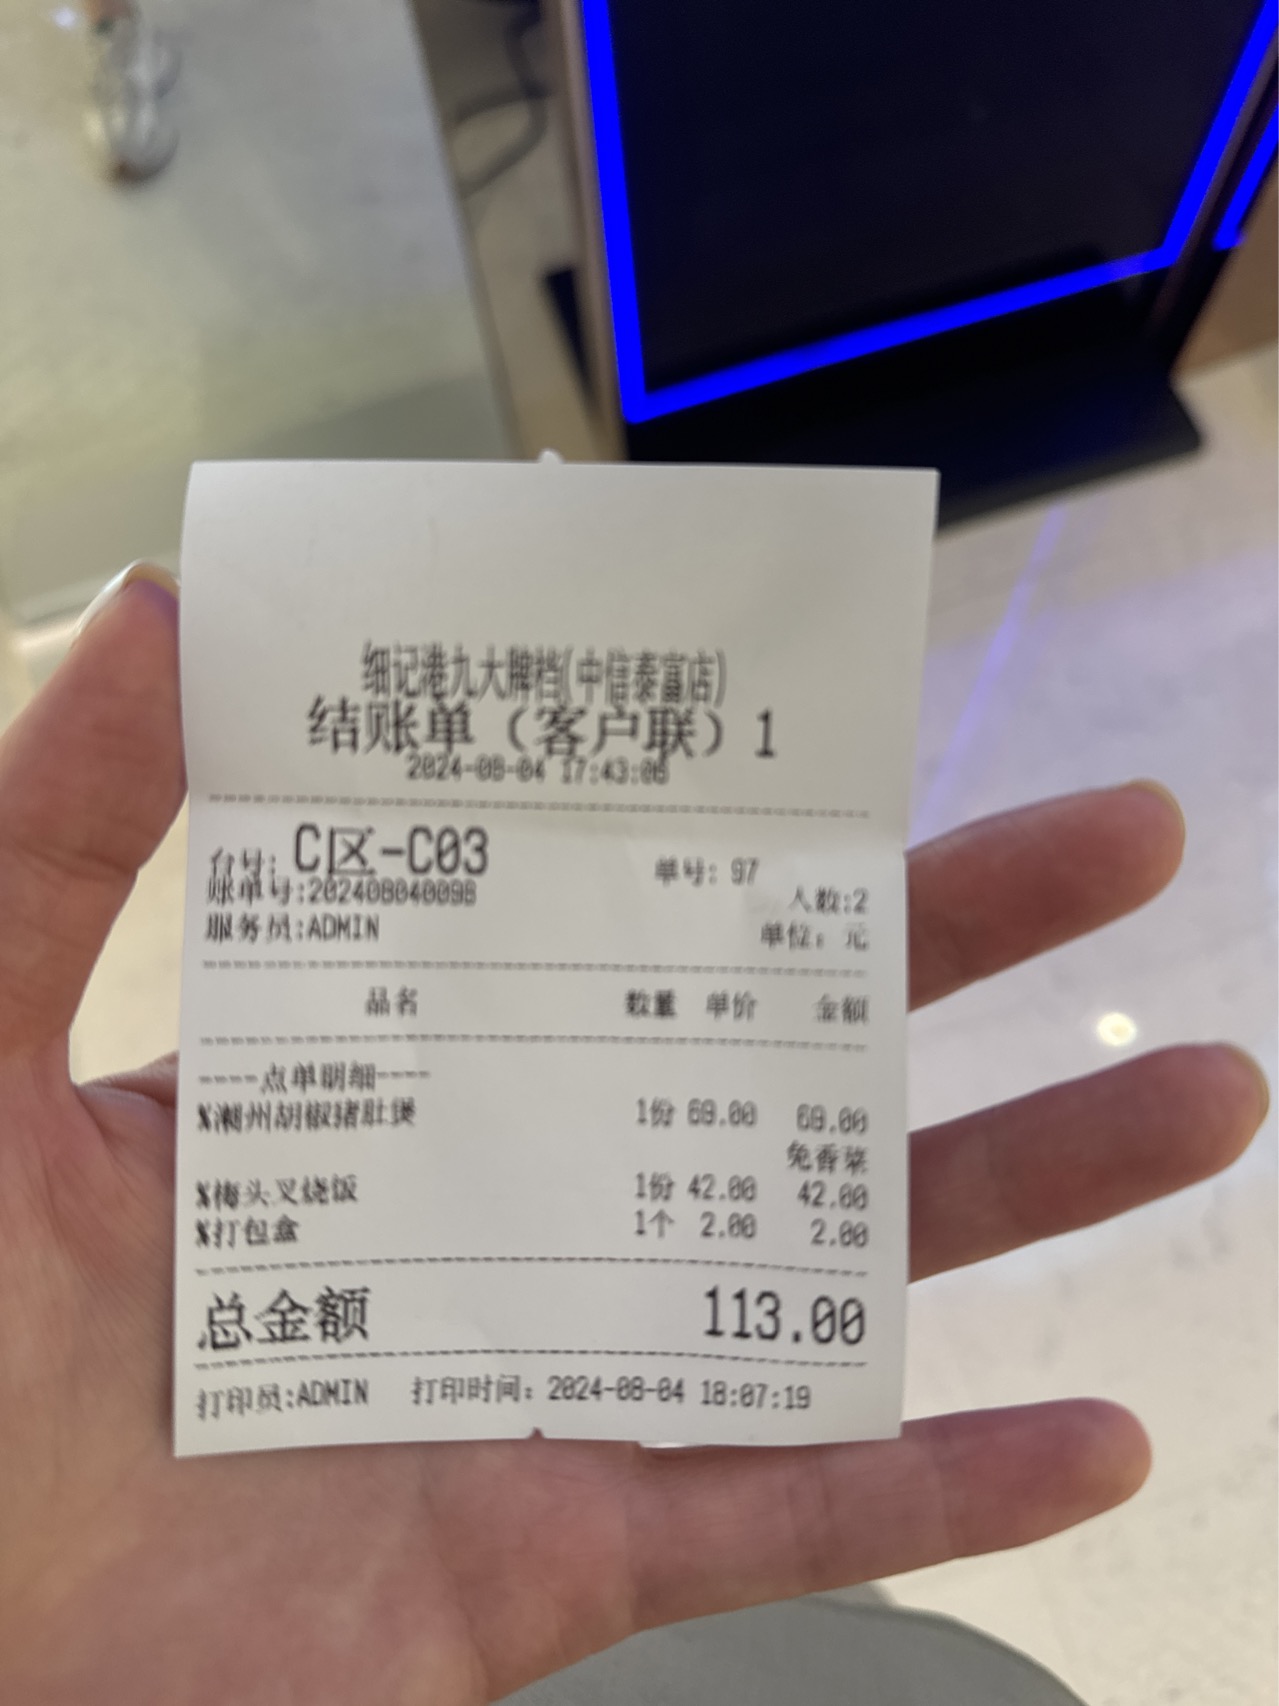 细记港九大牌档(中信泰富店)
结账单（客户联）1
2024-08-04 17:43:06
台号: C区-C03 单号: 97
账单号:202408040098 人数:2
服务员:ADMIN 单位: 元
品名 数量 单价 金额
----点单明细----
%潮州胡椒猪肚煲 1份 69.00 69.00
免香菜
%梅头叉烧饭 1份 42.00 42.00
%打包盒 1个 2.00 2.00
总金额 113.00
打印员:ADMIN 打印时间: 2024-08-04 18:07:19